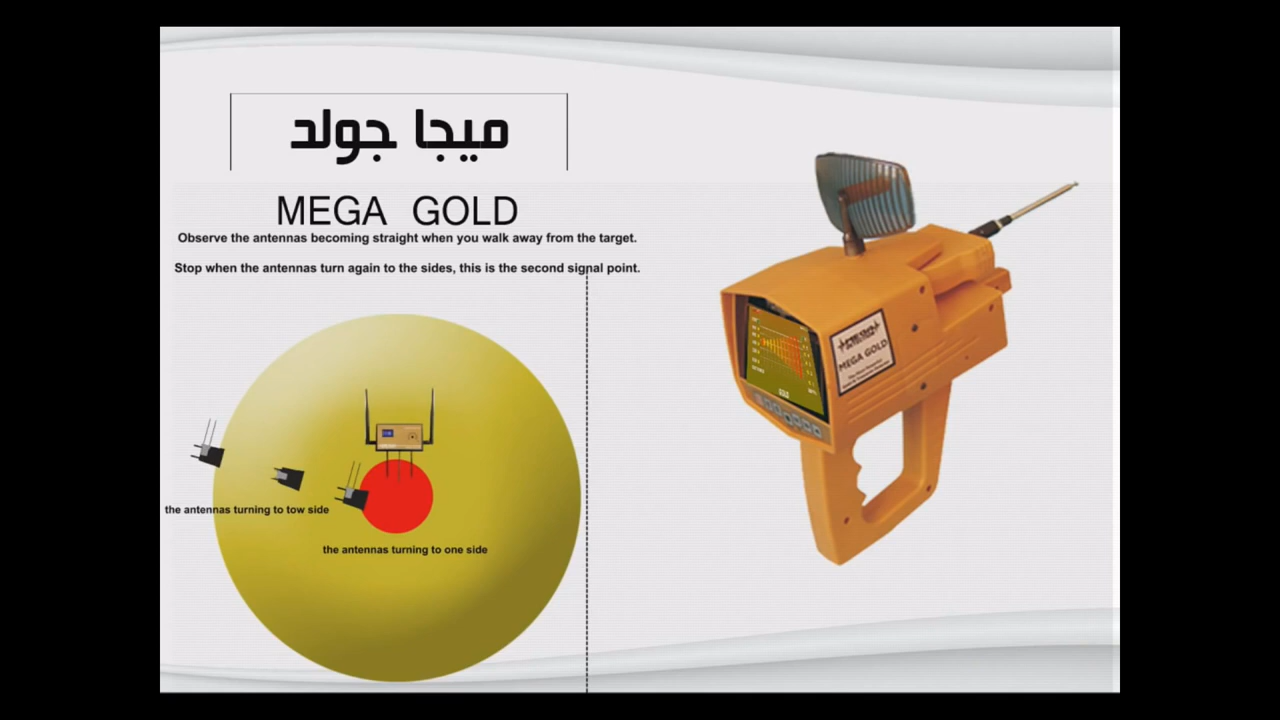 ميجا جولد
MEGA GOLD
Observe the antennas becoming straight when you walk away from the target.
Stop when the antennas turn again to the sides, this is the second signal point.
the antennas turning to tow side
the antennas turning to one side
MEGA GOLD